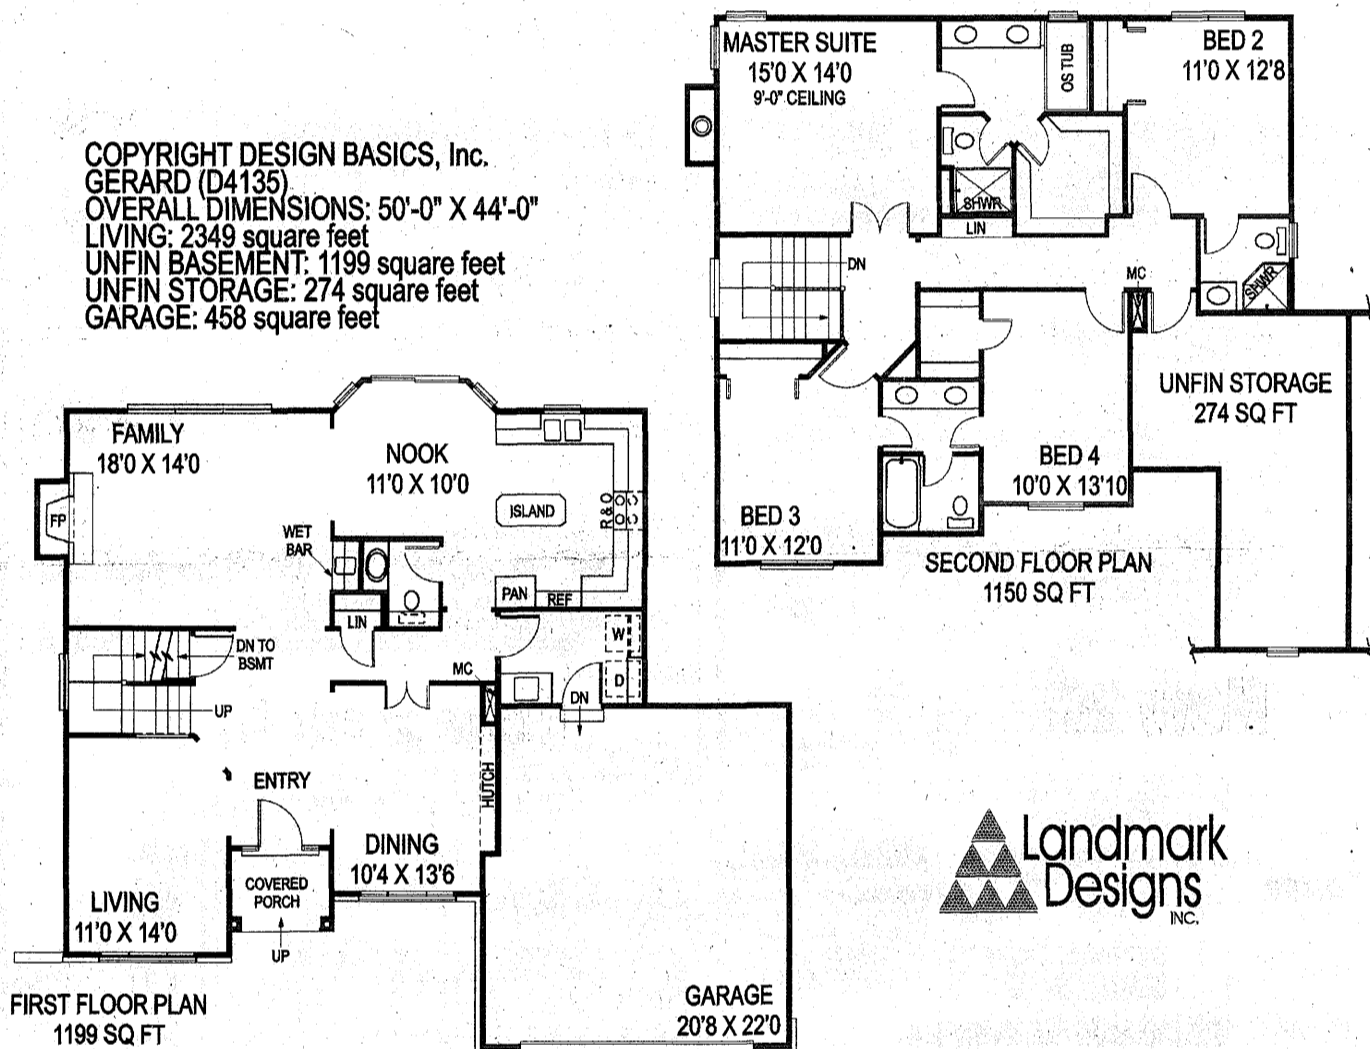 COPYRIGHT DESIGN BASICS, Inc.
GERARD (D4135)
OVERALL DIMENSIONS: 50'-0" X 44'-0"
LIVING: 2349 square feet
UNFIN BASEMENT: 1199 square feet
UNFIN STORAGE: 274 square feet
GARAGE: 458 square feet
MASTER SUITE
15'0 X 14'0
9'-0" CEILING
OS TUB
BED 2
11'0 X 12'8
SHWR
LIN
DN
MC
SHWR
UNFIN STORAGE
274 SQ FT
BED 4
10'0 X 13'10
BED 3
11'0 X 12'0
SECOND FLOOR PLAN
1150 SQ FT
FAMILY
18'0 X 14'0
NOOK
11'0 X 10'0
FP
ISLAND
R & O
WET
BAR
PAN
REF
LIN
W
D
DN TO
BSMT
MC
DN
UP
HUTCH
ENTRY
DINING
10'4 X 13'6
COVERED
PORCH
LIVING
11'0 X 14'0
UP
GARAGE
20'8 X 22'0
FIRST FLOOR PLAN
1199 SQ FT
Landmark
Designs
INC.